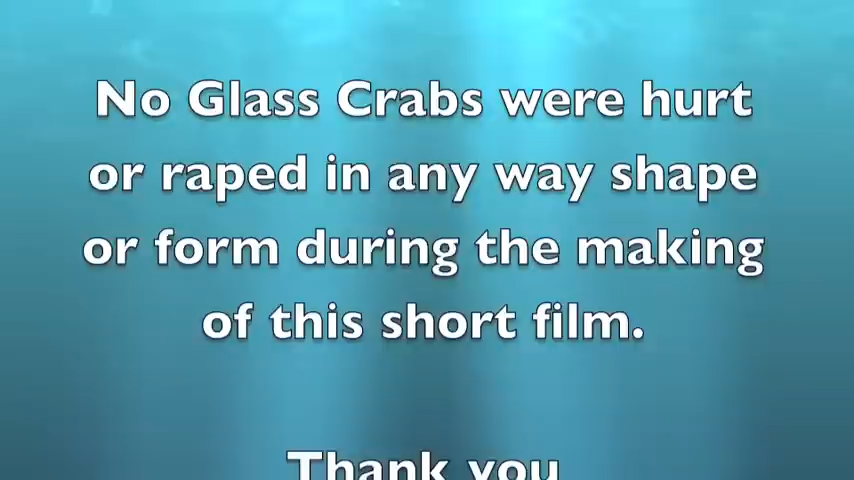 No Glass Crabs were hurt
or raped in any way shape
or form during the making
of this short film.
Thank you